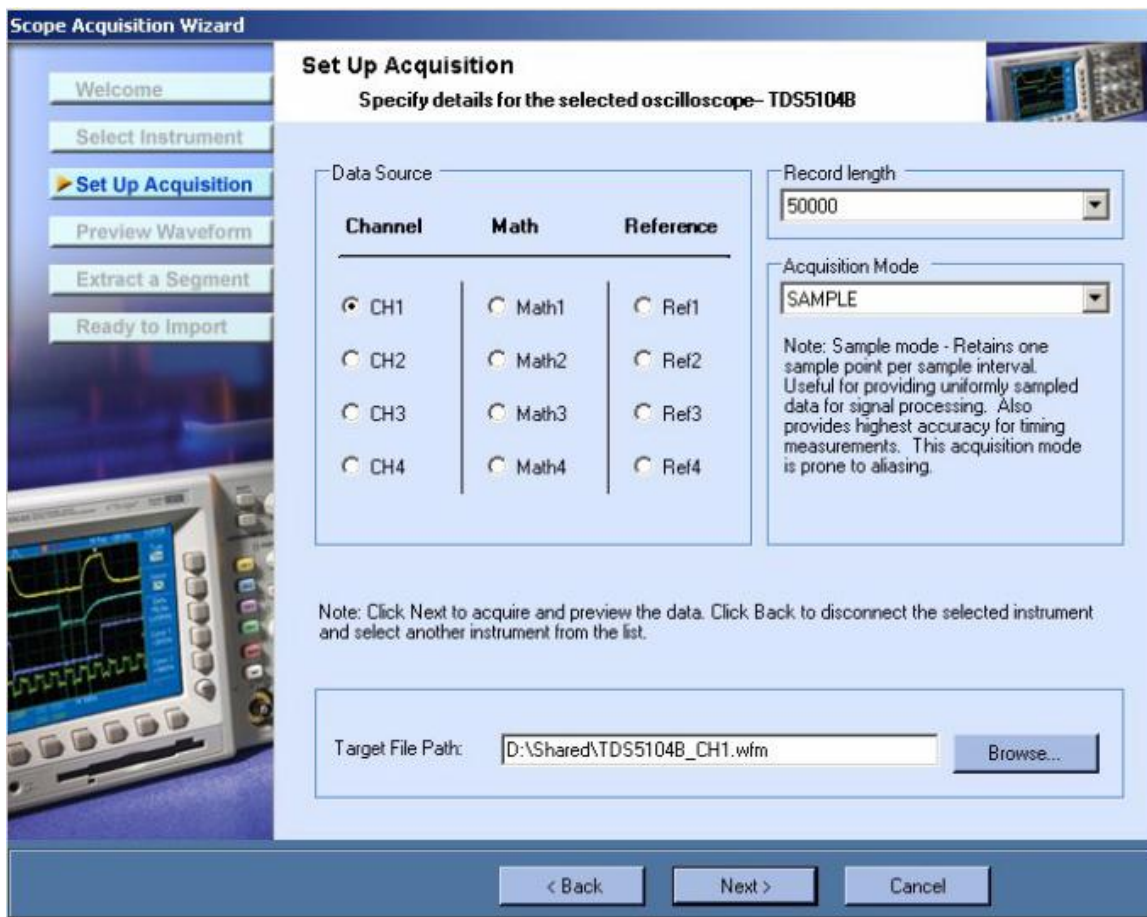 Scope Acquisition Wizard
Welcome
Select Instrument
Set Up Acquisition
Preview Waveform
Extract a Segment
Ready to Import
Set Up Acquisition
Specify details for the selected oscilloscope– TDS5104B
Data Source
Channel Math Reference
CH1 Math1 Ref1
CH2 Math2 Ref2
CH3 Math3 Ref3
CH4 Math4 Ref4
Record length
50000
Acquisition Mode
SAMPLE
Note: Sample mode - Retains one
sample point per sample interval.
Useful for providing uniformly sampled
data for signal processing. Also
provides highest accuracy for timing
measurements. This acquisition mode
is prone to aliasing.
Note: Click Next to acquire and preview the data. Click Back to disconnect the selected instrument
and select another instrument from the list.
Target File Path: D:\Shared\TDS5104B_CH1.wfm Browse...
< Back Next > Cancel